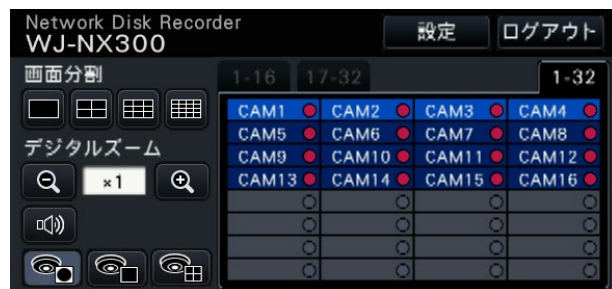 Network Disk Recorder
WJ-NX300
設定
ログアウト
画面分割
1-16
17-32
1-32
CAM1 CAM2 CAM3 CAM4
CAM5 CAM6 CAM7 CAM8
デジタルズーム
CAM9 CAM10 CAM11 CAM12
×1
CAM13 CAM14 CAM15 CAM16